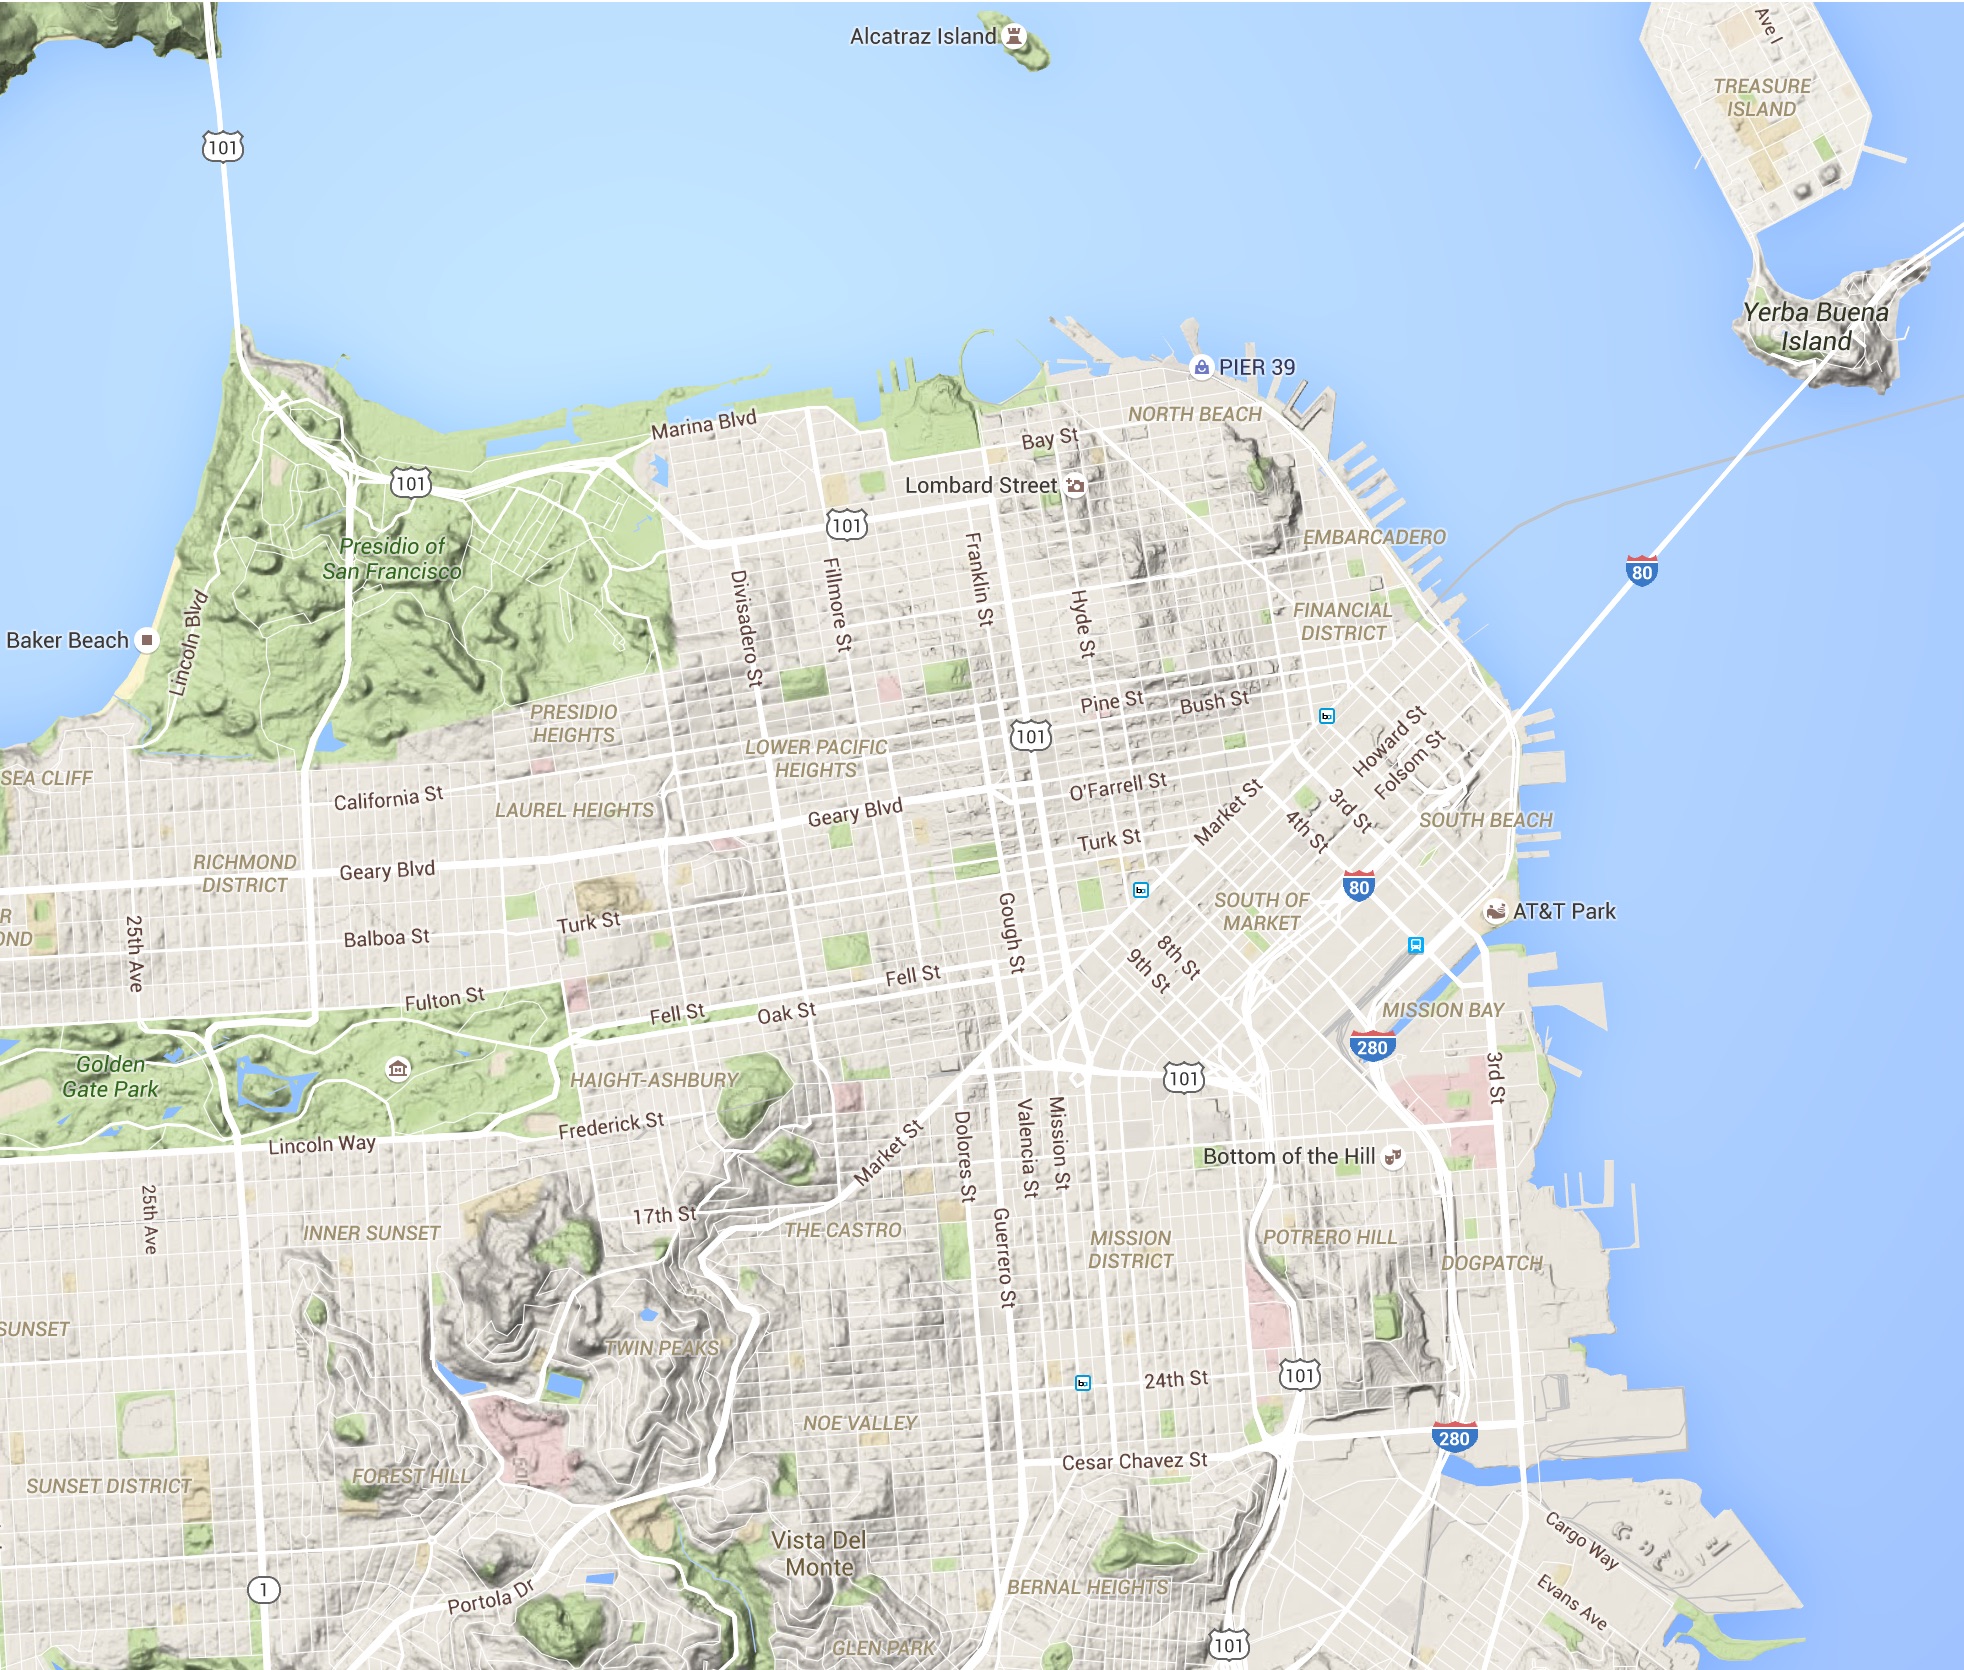 Alcatraz Island
Ave I
TREASURE
ISLAND
101
Yerba Buena
Island
PIER 39
NORTH BEACH
Marina Blvd
Bay St
101
Lombard Street
101
EMBARCADERO
Presidio of
San Francisco
80
Divisadero St
Fillmore St
Franklin St
Hyde St
FINANCIAL
DISTRICT
Baker Beach
Lincoln Blvd
Pine St
Bush St
PRESIDIO
HEIGHTS
101
LOWER PACIFIC
HEIGHTS
Howard St
Folsom St
SEA CLIFF
California St
LAUREL HEIGHTS
O'Farrell St
Geary Blvd
Market St
3rd St
4th St
SOUTH BEACH
Turk St
RICHMOND
DISTRICT
Geary Blvd
80
SOUTH OF
MARKET
AT&T Park
R
OND
25th Ave
Balboa St
Turk St
Gough St
8th St
9th St
Fulton St
Fell St
Fell St
Oak St
MISSION BAY
280
Golden
Gate Park
HAIGHT-ASHBURY
101
3rd St
Lincoln Way
Frederick St
Market St
Dolores St
Valencia St
Mission St
Bottom of the Hill
25th Ave
17th St
INNER SUNSET
THE CASTRO
Guerrero St
MISSION
DISTRICT
POTRERO HILL
DOGPATCH
SUNSET
TWIN PEAKS
24th St
101
NOE VALLEY
280
Cesar Chavez St
SUNSET DISTRICT
FOREST HILL
Vista Del
Monte
Cargo Way
1
Portola Dr
BERNAL HEIGHTS
Evans Ave
GLEN PARK
101